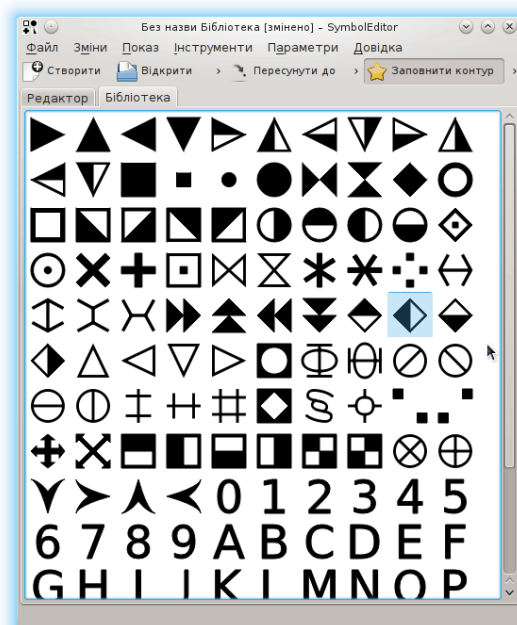 Без назви Бібліотека [змінено] – SymbolEditor
Файл Зміни Показ Інструменти Параметри Довідка
Створити Відкрити Пересунути до Заповнити контур
Редактор Бібліотека
0 1 2 3 4 5
6 7 8 9 A B C D E F
G H I J K L M N O P